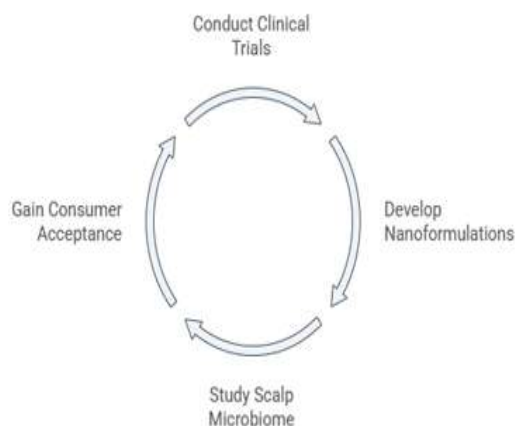 Conduct Clinical
Trials
Develop
Nanoformulations
Study Scalp
Microbiome
Gain Consumer
Acceptance